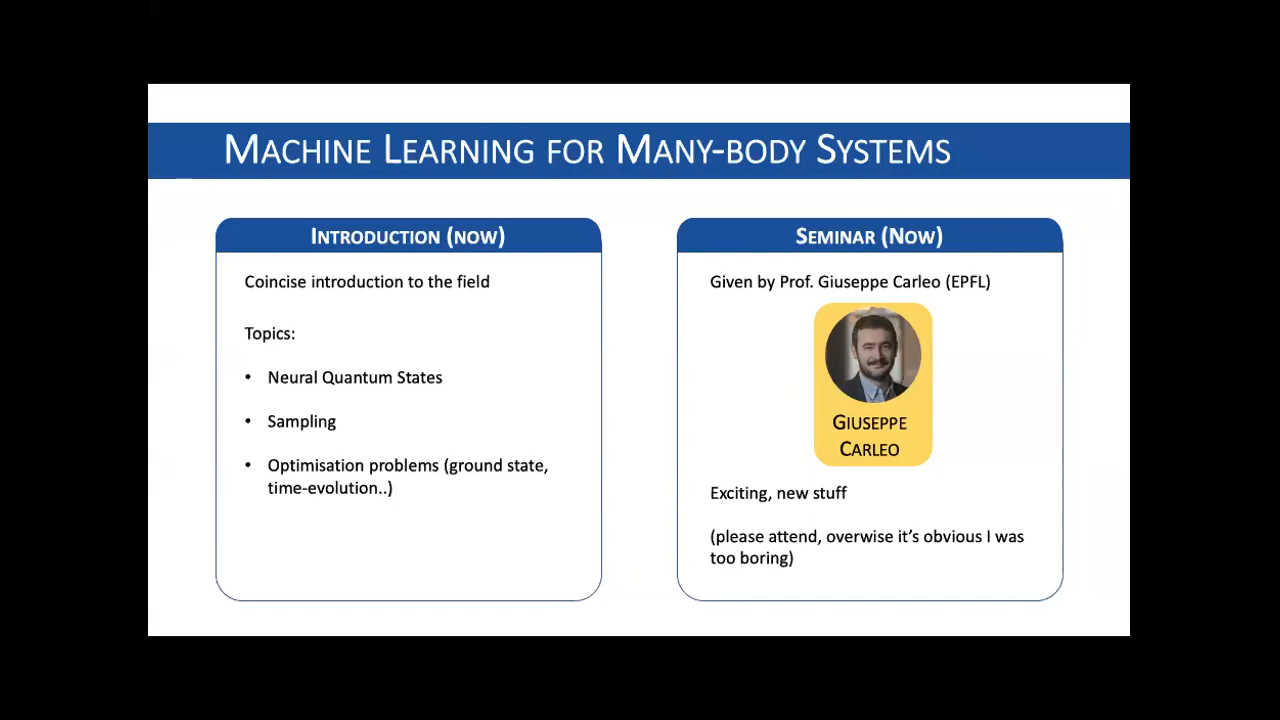 MACHINE LEARNING FOR MANY-BODY SYSTEMS
INTRODUCTION (NOW)
Coincise introduction to the field
Topics:
• Neural Quantum States
• Sampling
• Optimisation problems (ground state,
time-evolution..)
SEMINAR (NOW)
Given by Prof. Giuseppe Carleo (EPFL)
GIUSEPPE
CARLEO
Exciting, new stuff
(please attend, overwise it’s obvious I was
too boring)